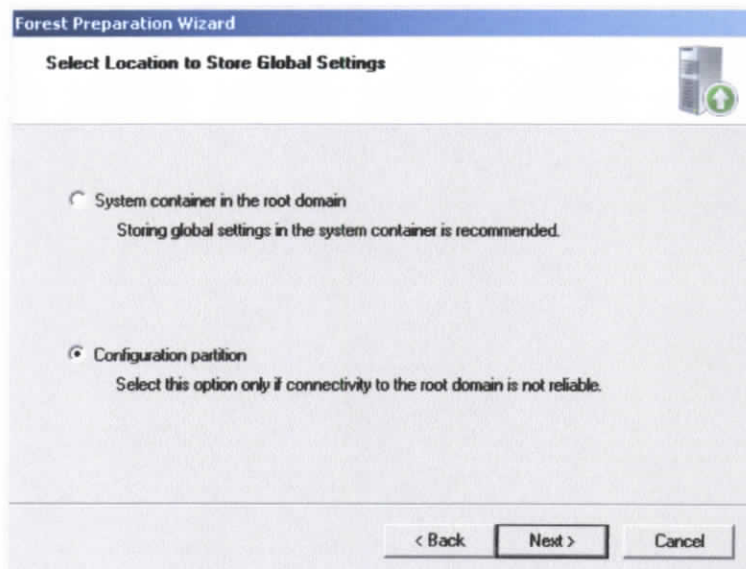 Forest Preparation Wizard
Select Location to Store Global Settings
System container in the root domain
Storing global settings in the system container is recommended.
Configuration partition
Select this option only if connectivity to the root domain is not reliable.
< Back
Next >
Cancel